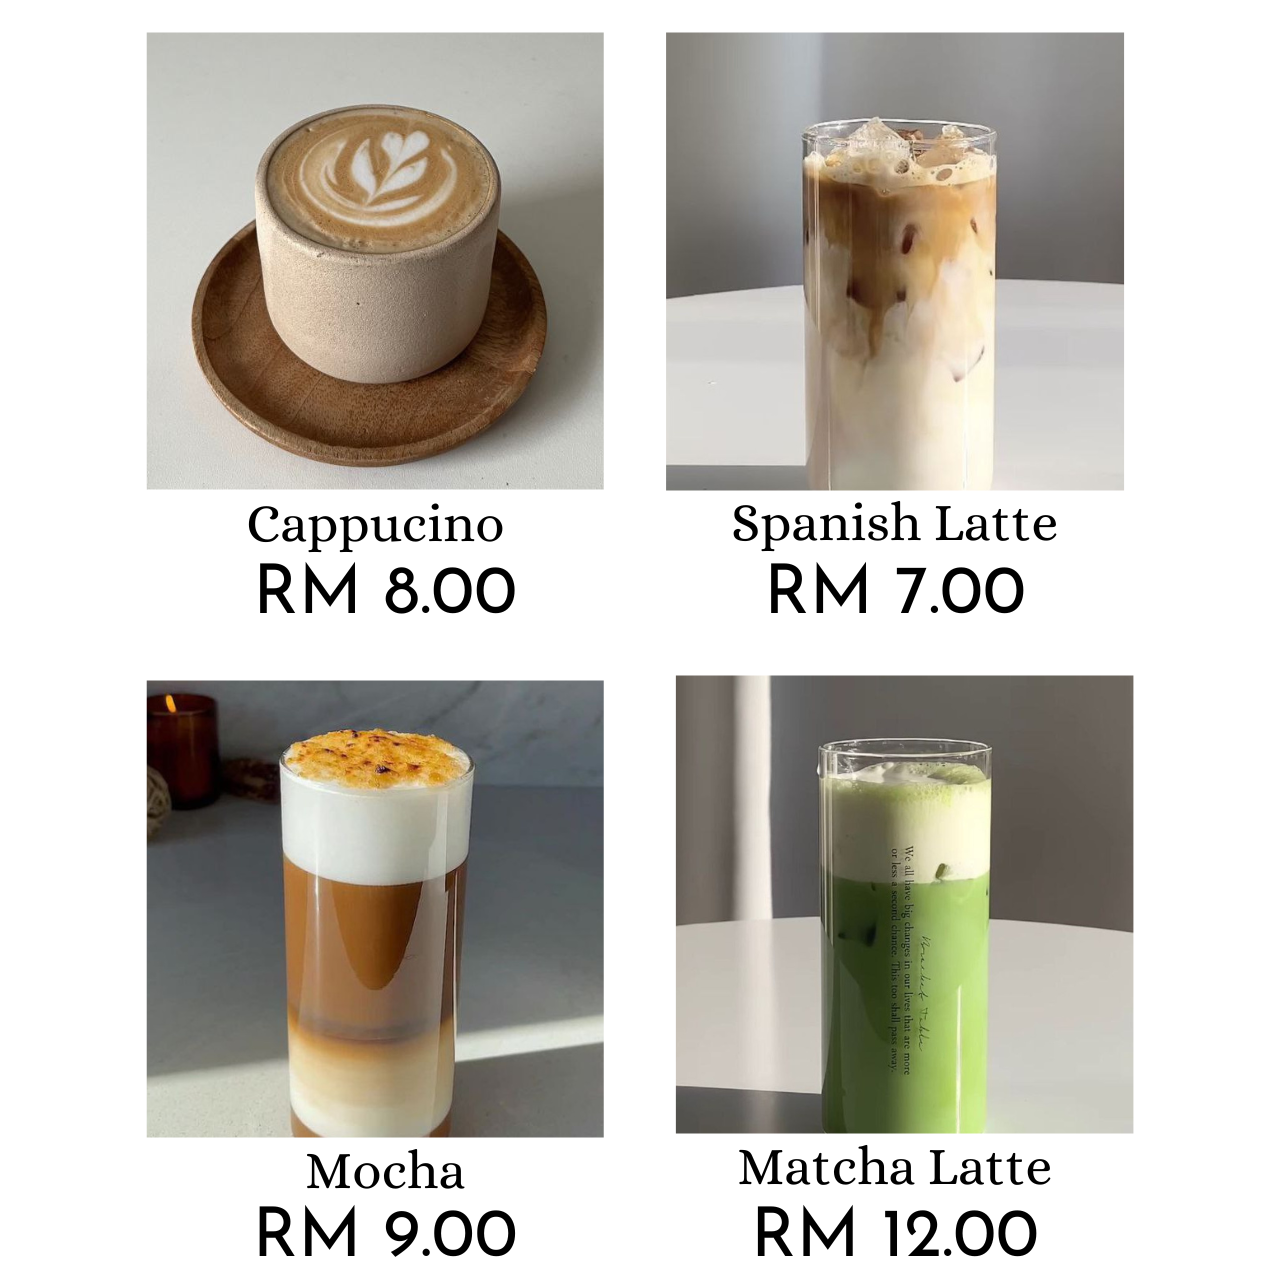 Cappucino
RM 8.00
Spanish Latte
RM 7.00
Mocha
RM 9.00
We all have big changes in our lives that are more
or less a second chance. This too shall pass away.
Matcha Latte
RM 12.00